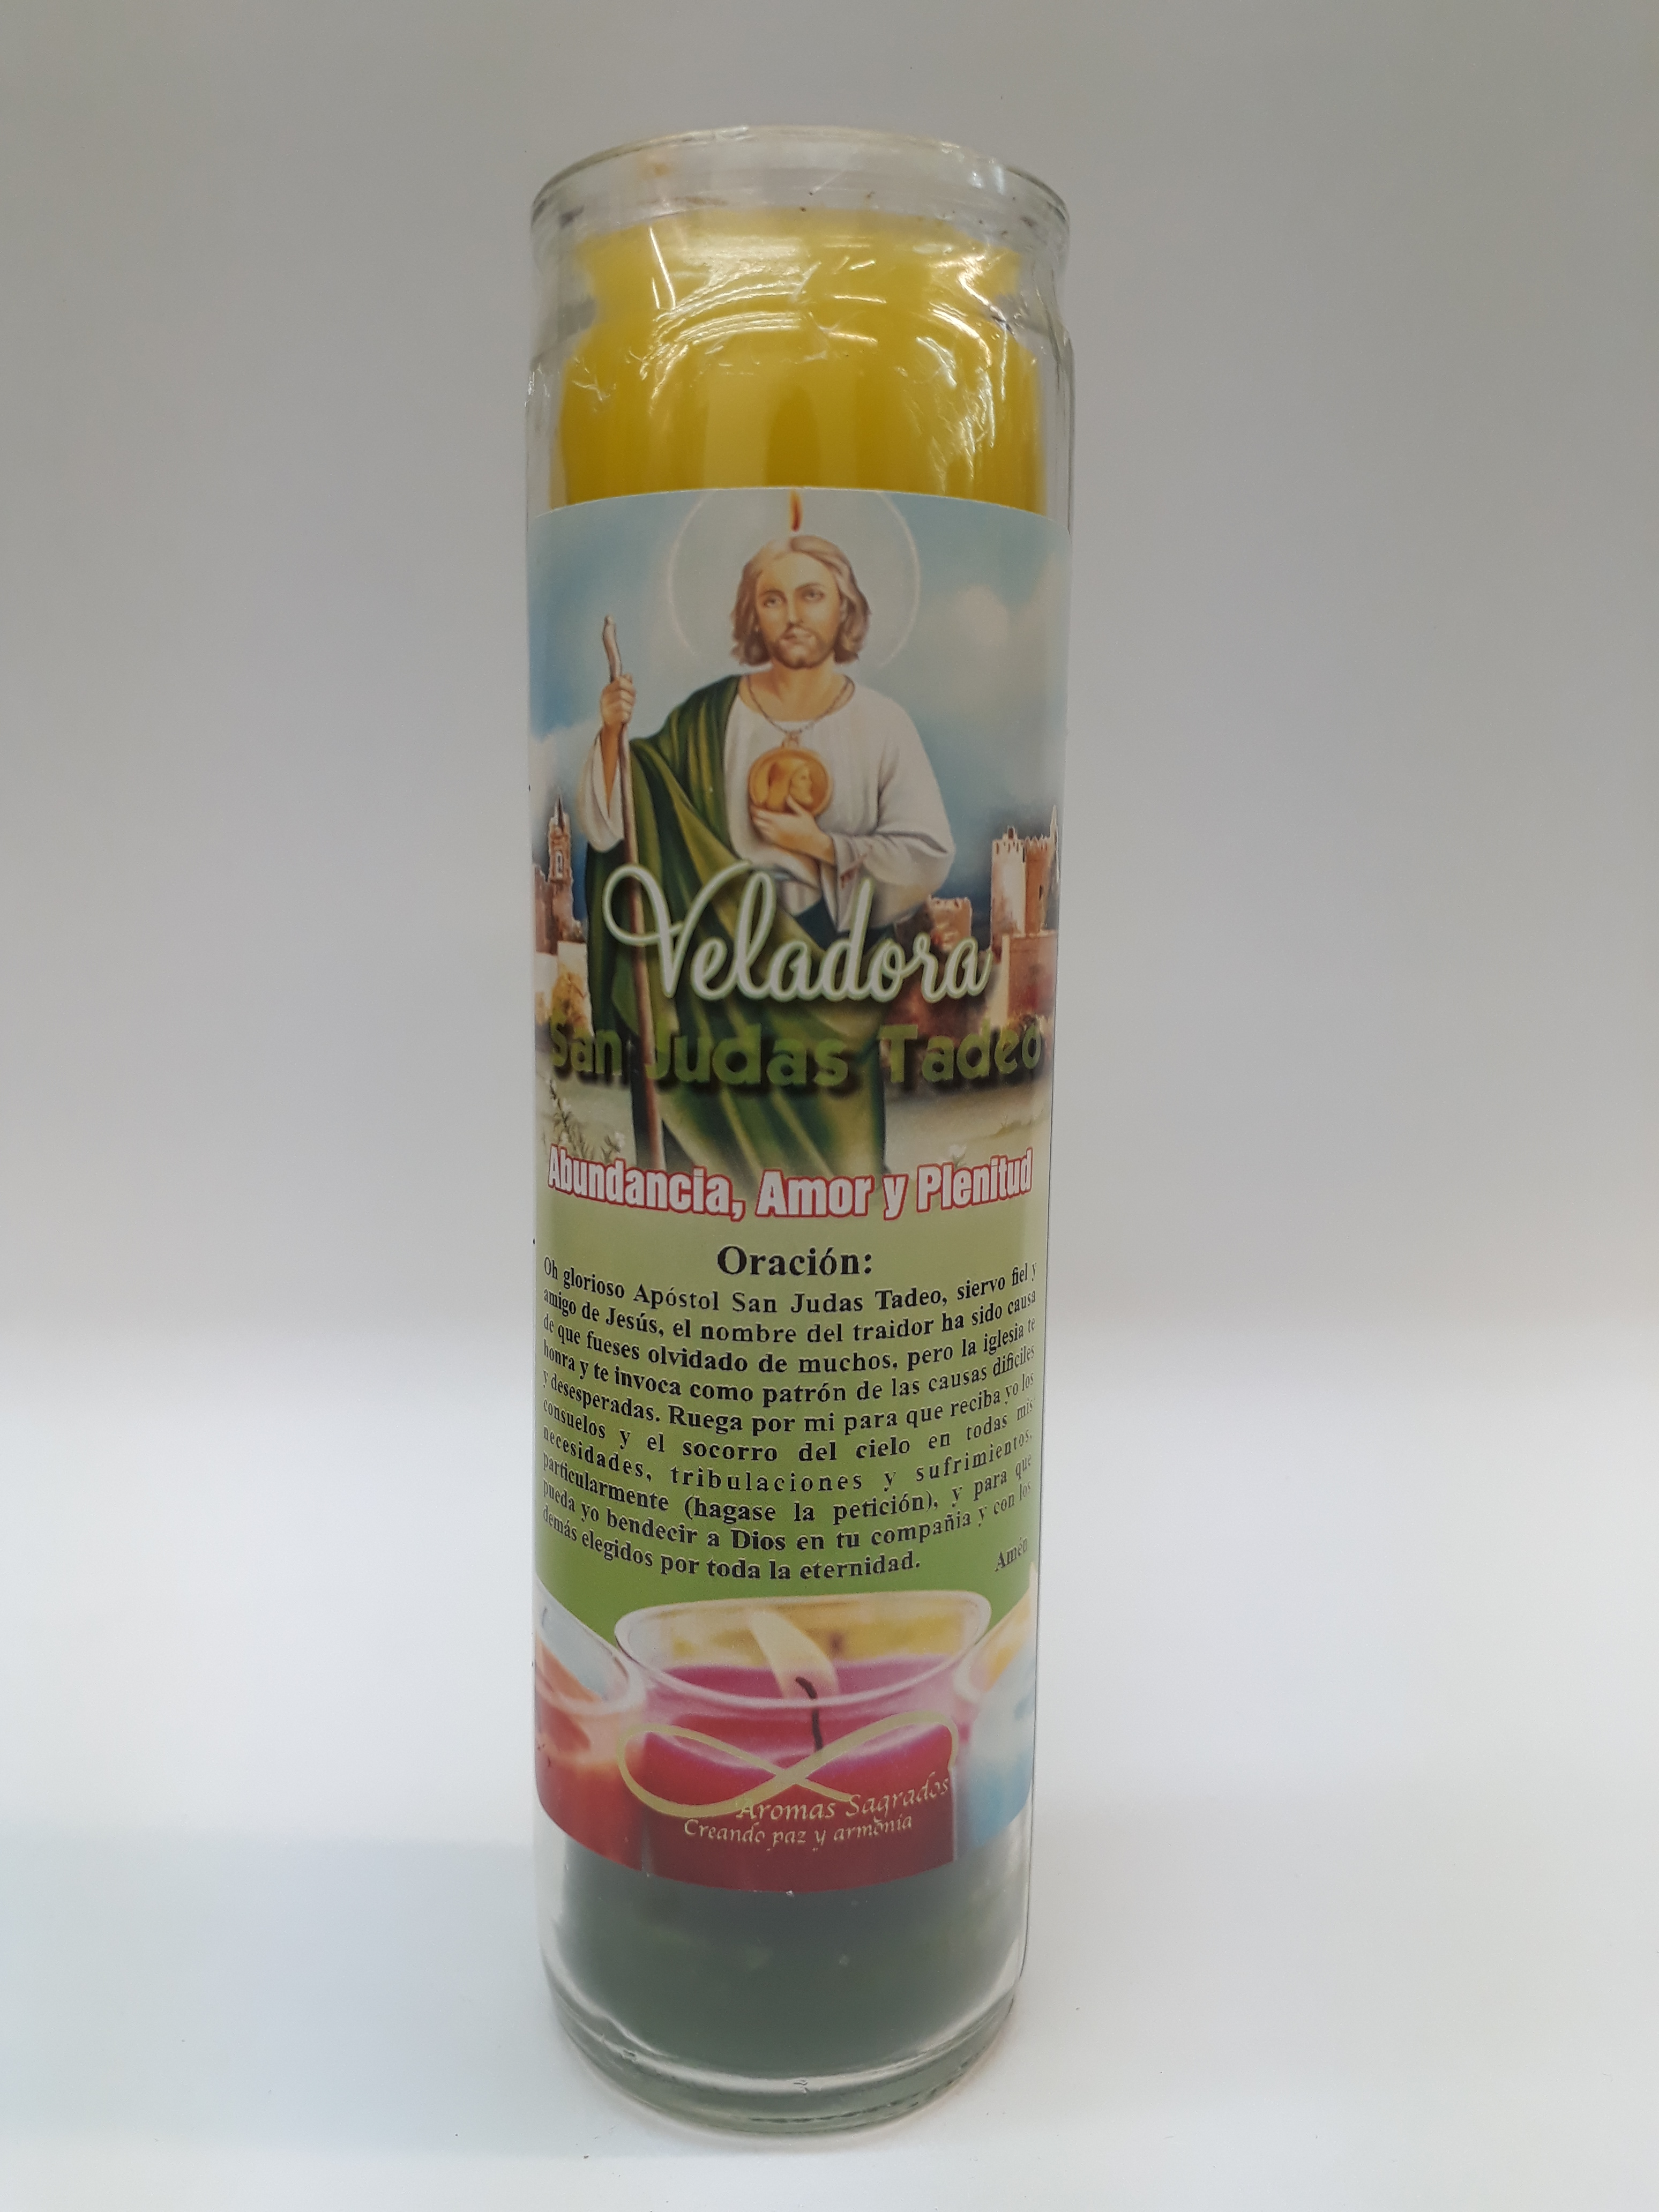 Veladora
San Judas Tadeo
Abundancia, Amor y Plenitud
Oración:
Oh glorioso Apóstol San Judas Tadeo, siervo fiel y
amigo de Jesús, el nombre del traidor ha sido causa
de que fueses olvidado de muchos, pero la iglesia te
honra y te invoca como patrón de las causas dificiles
y desesperadas. Ruega por mi para que reciba yo los
consuelos y el socorro del cielo en todas mis
necesidades, tribulaciones y sufrimientos,
particularmente (hagase la petición), y para que
pueda yo bendecir a Dios en tu compañia y con los
demás elegidos por toda la eternidad. Amén
Aromas Sagrados
Creando paz y armonía